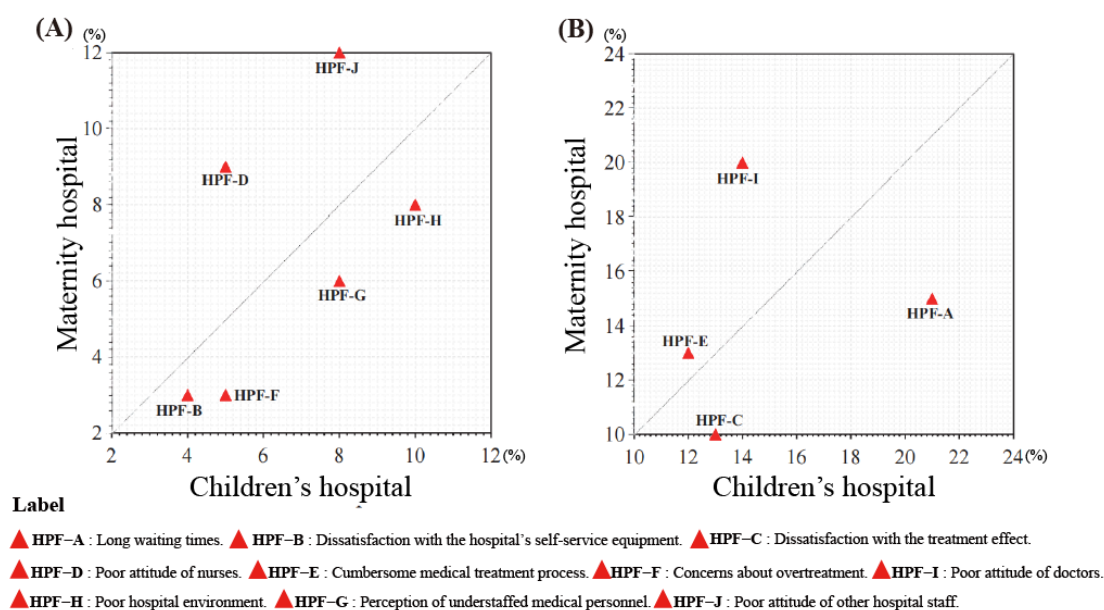 (A) (%)
12
10
8
6
4
2
2 4 6 8 10 12 (%)
Maternity hospital
Children's hospital
HPF-J
HPF-D
HPF-H
HPF-G
HPF-B
HPF-F
(B) (%)
24
22
20
18
16
14
12
10
10 12 14 16 18 20 22 24 (%)
Maternity hospital
Children's hospital
HPF-I
HPF-A
HPF-E
HPF-C
Label
HPF–A : Long waiting times. HPF–B : Dissatisfaction with the hospital's self-service equipment. HPF–C : Dissatisfaction with the treatment effect.
HPF–D : Poor attitude of nurses. HPF–E : Cumbersome medical treatment process. HPF–F : Concerns about overtreatment. HPF–I : Poor attitude of doctors.
HPF–H : Poor hospital environment. HPF–G : Perception of understaffed medical personnel. HPF–J : Poor attitude of other hospital staff.